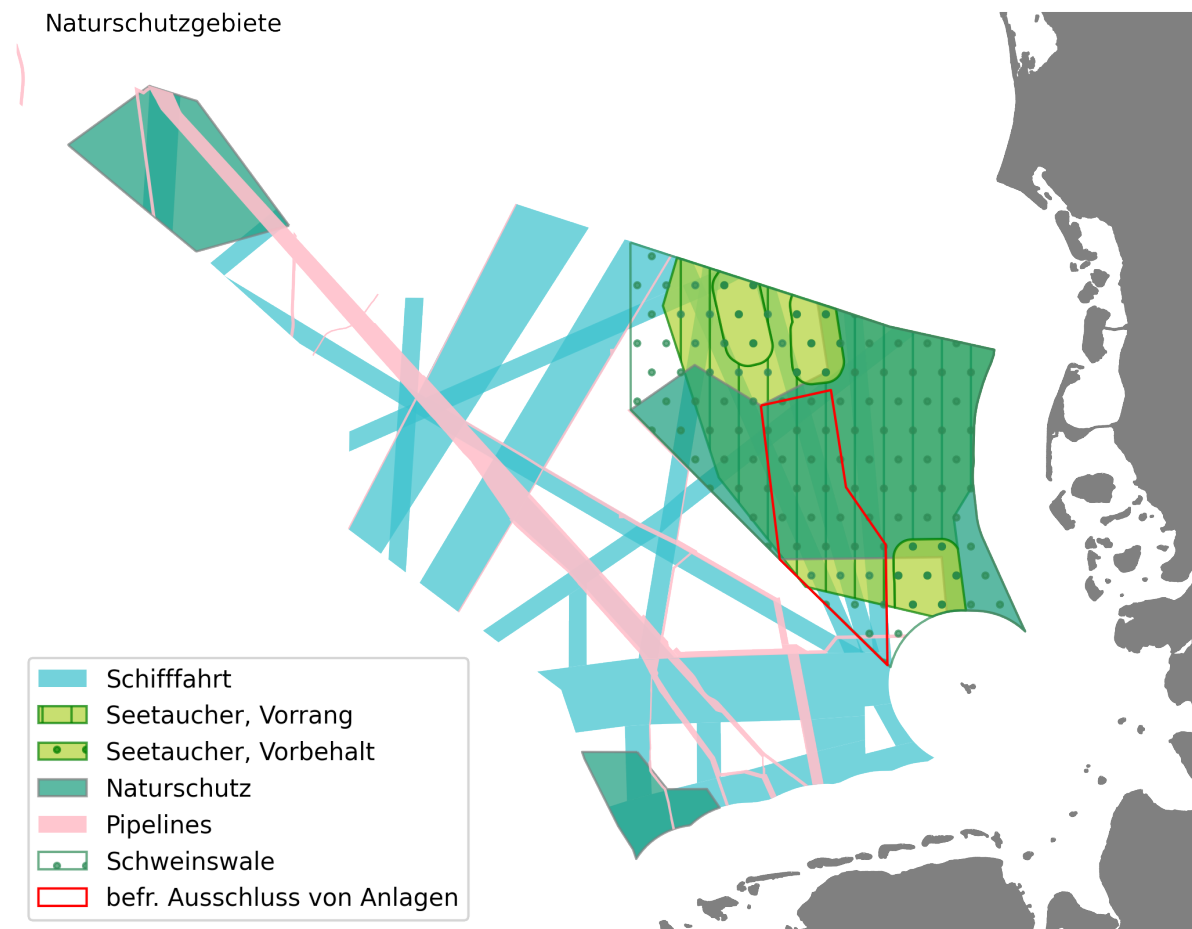 Naturschutzgebiete
Schifffahrt
Seetaucher, Vorrang
Seetaucher, Vorbehalt
Naturschutz
Pipelines
Schweinswale
befr. Ausschluss von Anlagen